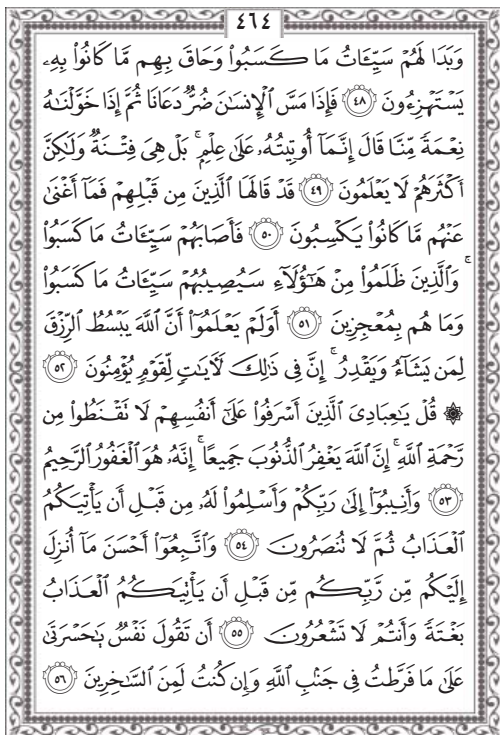 ٤٦٤
وَبَدَا لَهُمْ سَيِّـَٔاتُ مَا كَسَبُوا۟ وَحَاقَ بِهِم مَّا كَانُوا۟ بِهِۦ
يَسْتَهْزِءُونَ ٤٨ فَإِذَا مَسَّ ٱلْإِنسَٰنَ ضُرٌّ دَعَانَا ثُمَّ إِذَا خَوَّلْنَٰهُ
نِعْمَةً مِّنَّا قَالَ إِنَّمَآ أُوتِيتُهُۥ عَلَىٰ عِلْمٍۭ ۚ بَلْ هِىَ فِتْنَةٌ وَلَٰكِنَّ
أَكْثَرَهُمْ لَا يَعْلَمُونَ ٤٩ قَدْ قَالَهَا ٱلَّذِينَ مِن قَبْلِهِمْ فَمَآ أَغْنَىٰ
عَنْهُم مَّا كَانُوا۟ يَكْسِبُونَ ٥٠ فَأَصَابَهُمْ سَيِّـَٔاتُ مَا كَسَبُوا۟
ۚ وَٱلَّذِينَ ظَلَمُوا۟ مِنْ هَٰٓؤُلَآءِ سَيُصِيبُهُمْ سَيِّـَٔاتُ مَا كَسَبُوا۟
وَمَا هُم بِمُعْجِزِينَ ٥١ أَوَلَمْ يَعْلَمُوٓا۟ أَنَّ ٱللَّهَ يَبْسُطُ ٱلرِّزْقَ
لِمَن يَشَآءُ وَيَقْدِرُ ۚ إِنَّ فِى ذَٰلِكَ لَـَٔايَٰتٍ لِّقَوْمٍ يُؤْمِنُونَ ٥٢
۞ قُلْ يَٰعِبَادِىَ ٱلَّذِينَ أَسْرَفُوا۟ عَلَىٰٓ أَنفُسِهِمْ لَا تَقْنَطُوا۟ مِن
رَّحْمَةِ ٱللَّهِ ۚ إِنَّ ٱللَّهَ يَغْفِرُ ٱلذُّنُوبَ جَمِيعًا ۚ إِنَّهُۥ هُوَ ٱلْغَفُورُ ٱلرَّحِيمُ
٥٣ وَأَنِيبُوٓا۟ إِلَىٰ رَبِّكُمْ وَأَسْلِمُوا۟ لَهُۥ مِن قَبْلِ أَن يَأْتِيَكُمُ
ٱلْعَذَابُ ثُمَّ لَا تُنصَرُونَ ٥٤ وَٱتَّبِعُوٓا۟ أَحْسَنَ مَآ أُنزِلَ
إِلَيْكُم مِّن رَّبِّكُم مِّن قَبْلِ أَن يَأْتِيَكُمُ ٱلْعَذَابُ
بَغْتَةً وَأَنتُمْ لَا تَشْعُرُونَ ٥٥ أَن تَقُولَ نَفْسٌ يَٰحَسْرَتَىٰ
عَلَىٰ مَا فَرَّطتُ فِى جَنۢبِ ٱللَّهِ وَإِن كُنتُ لَمِنَ ٱلسَّٰخِرِينَ ٥٦